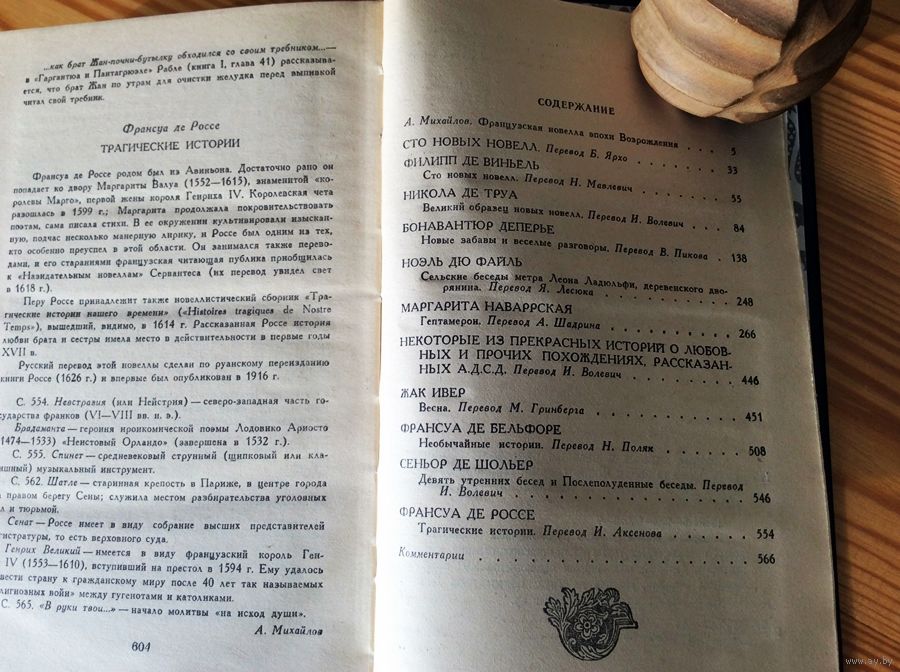 ...как брат Жан-почни-бутылку обходился со своим требником...—
в «Гаргантюа и Пантагрюэле» Рабле (книга I, глава 41) рассказыва-
ется, что брат Жан по утрам для очистки желудка перед выпивкой
читал свой требник.
Франсуа де Россе
ТРАГИЧЕСКИЕ ИСТОРИИ
Франсуа де Россе родом был из Авиньона. Достаточно рано он
попадает ко двору Маргариты Валуа (1552—1615), знаменитой «ко-
ролевы Марго», первой жены короля Генриха IV. Королевская чета
разошлась в 1599 г.; Маргарита продолжала покровительствовать
поэтам, сама писала стихи. В ее окружении культивировали изыскан-
ную, подчас несколько манерную лирику, и Россе был одним из тех,
кто особенно преуспел в этой области. Он занимался также перево-
дами, и его стараниями французская читающая публика приобщилась
к «Назидательным новеллам» Сервантеса (их перевод увидел свет
в 1618 г.).
Перу Россе принадлежит также новеллистический сборник «Тра-
гические истории нашего времени» («Histoires tragiques de Nostre
Temps»), вышедший, видимо, в 1614 г. Рассказанная Россе история
любви брата и сестры имела место в действительности в первые годы
XVII в.
Русский перевод этой новеллы сделан по руанскому переизданию
книги Россе (1626 г.) и впервые был опубликован в 1916 г.
С. 554. Невстрия (или Нейстрия) — северо-западная часть го-
сударства франков (VI—VIII вв. н. э.).
Брадаманта — героиня ироикомической поэмы Лодовико Ариосто
1474—1533) «Неистовый Орландо» (завершена в 1532 г.).
С. 555. Спинет — средневековый струнный (щипковый или кла-
ишный) музыкальный инструмент.
С. 562. Шатле — старинная крепость в Париже, в центре города
а правом берегу Сены; служила местом разбирательства уголовных
л и тюрьмой.
Сенат — Россе имеет в виду собрание высших представителей
гистратуры, то есть верховного суда.
Генрих Великий — имеется в виду французский король Ген-
IV (1553—1610), вступивший на престол в 1594 г. Ему удалось
вести страну к гражданскому миру после 40 лет так называемых
лигиозных войн» между гугенотами и католиками.
С. 565. «В руки твои...» — начало молитвы «на исход души».
А. Михайлов
604
СОДЕРЖАНИЕ
А. Михайлов. Французская новелла эпохи Возрождения . . . 5
СТО НОВЫХ НОВЕЛЛ. Перевод Б. Ярхо . . . . 33
ФИЛИПП ДЕ ВИНЬЕЛЬ
Сто новых новелл. Перевод Н. Мавлевич . . . . 55
НИКОЛА ДЕ ТРУА
Великий образец новых новелл. Перевод И. Волевич . . . 84
БОНАВАНТЮР ДЕПЕРЬЕ
Новые забавы и веселые разговоры. Перевод В. Пикова . 138
НОЭЛЬ ДЮ ФАЙЛЬ
Сельские беседы метра Леона Ладюльфи, деревенского дво-
рянина. Перевод Я. Лесюка . . . . 248
МАРГАРИТА НАВАРРСКАЯ
Гептамерон. Перевод А. Шадрина . . . . 266
НЕКОТОРЫЕ ИЗ ПРЕКРАСНЫХ ИСТОРИЙ О ЛЮБОВ-
НЫХ И ПРОЧИХ ПОХОЖДЕНИЯХ, РАССКАЗАН-
НЫХ А.Д.С.Д. Перевод И. Волевич . . . . 446
ЖАК ИВЕР
Весна. Перевод М. Гринберга . . . . 451
ФРАНСУА ДЕ БЕЛЬФОРЕ
Необычайные истории. Перевод Н. Поляк . . . . 508
СЕНЬОР ДЕ ШОЛЬЕР
Девять утренних бесед и Послеполуденные беседы. Перевод
И. Волевич . . . . 546
ФРАНСУА ДЕ РОССЕ
Трагические истории. Перевод И. Аксенова . . . . 554
Комментарии . . . . 566
www.av.by